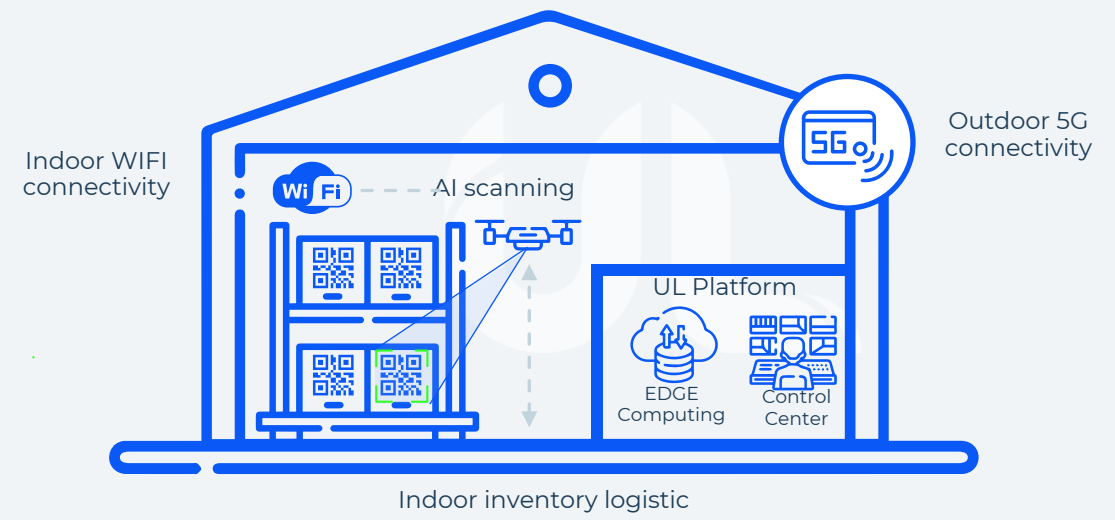 Outdoor 5G
connectivity
5G
Indoor WIFI
connectivity
Wi Fi
AI scanning
UL Platform
EDGE
Computing
Control
Center
Indoor inventory logistic